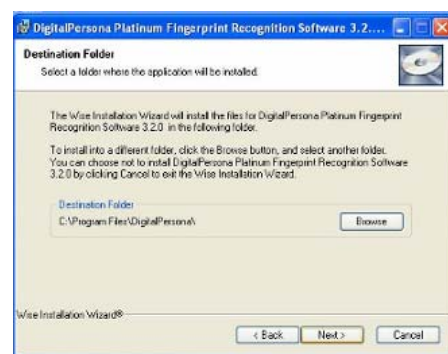 DigitalPersona Platinum Fingerprint Recognition Software 3.2....
Destination Folder
Select a folder where the application will be installed.
The Wise Installation Wizard will install the files for DigitalPersona Platinum Fingerprint
Recognition Software 3.2.0 in the following folder.
To install into a different folder, click the Browse button, and select another folder.
You can choose not to install DigitalPersona Platinum Fingerprint Recognition Software
3.2.0 by clicking Cancel to exit the Wise Installation Wizard.
Destination Folder
C:\Program Files\DigitalPersona\
Browse
Wise Installation Wizard®
< Back Next > Cancel